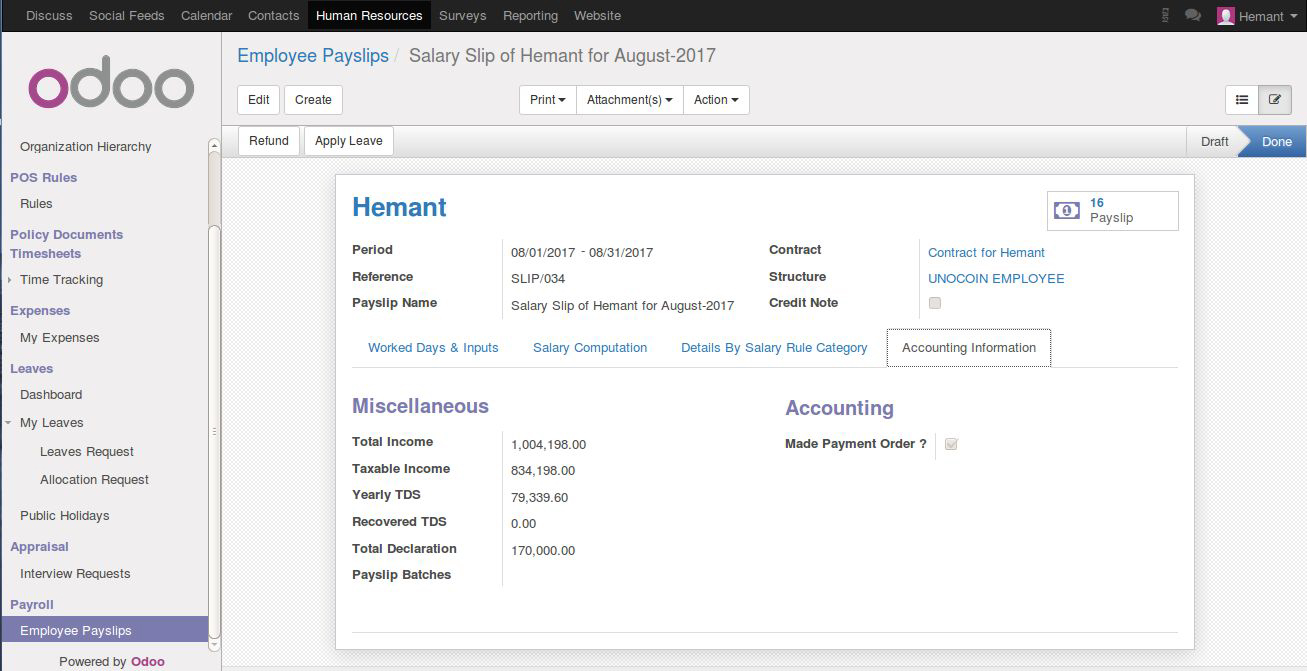 Discuss Social Feeds Calendar Contacts Human Resources Surveys Reporting Website Hemant
odoo
Employee Payslips / Salary Slip of Hemant for August-2017
Edit Create Print Attachment(s) Action
Refund Apply Leave Draft Done
Organization Hierarchy
POS Rules
Rules
Policy Documents
Timesheets
Time Tracking
Expenses
My Expenses
Leaves
Dashboard
My Leaves
Leaves Request
Allocation Request
Public Holidays
Appraisal
Interview Requests
Payroll
Employee Payslips
Powered by Odoo
Hemant
16
Payslip
Period 08/01/2017 - 08/31/2017 Contract Contract for Hemant
Reference SLIP/034 Structure UNOCOIN EMPLOYEE
Payslip Name Salary Slip of Hemant for August-2017 Credit Note
Worked Days & Inputs Salary Computation Details By Salary Rule Category Accounting Information
Miscellaneous Accounting
Total Income 1,004,198.00 Made Payment Order ?
Taxable Income 834,198.00
Yearly TDS 79,339.60
Recovered TDS 0.00
Total Declaration 170,000.00
Payslip Batches